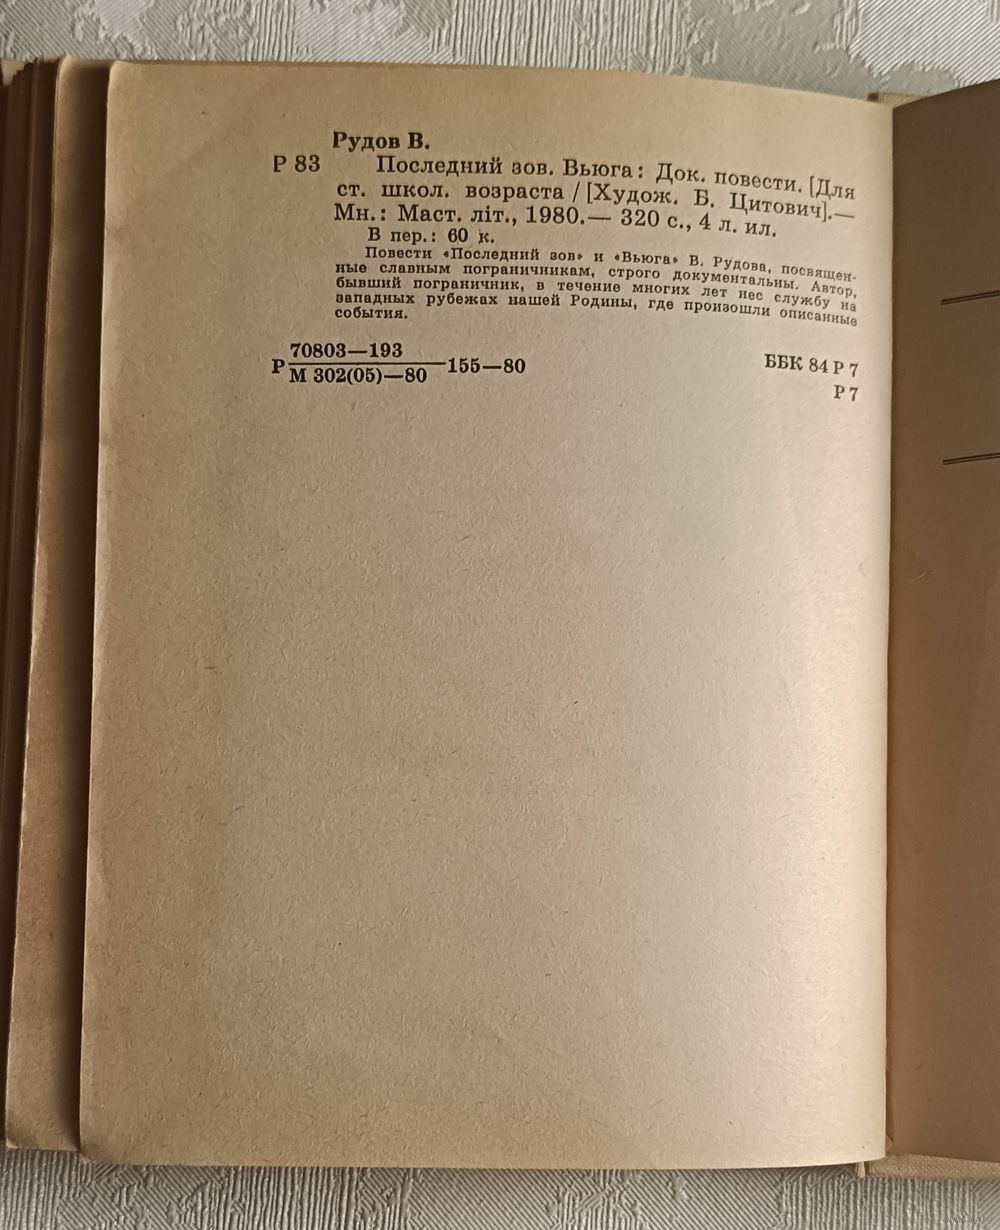 Рудов В.
Р 83 Последний зов. Вьюга: Док. повести. [Для
ст. школ. возраста / [Худож. Б. Цитович].—
Мн.: Маст. літ., 1980.— 320 с., 4 л. ил.
В пер.: 60 к.
Повести «Последний зов» и «Вьюга» В. Рудова, посвящен-
ные славным пограничникам, строго документальны. Автор,
бывший пограничник, в течение многих лет нес службу на
западных рубежах нашей Родины, где произошли описанные
события.
70803—193
Р 155—80
М 302(05)—80
ББК 84 Р 7
Р 7